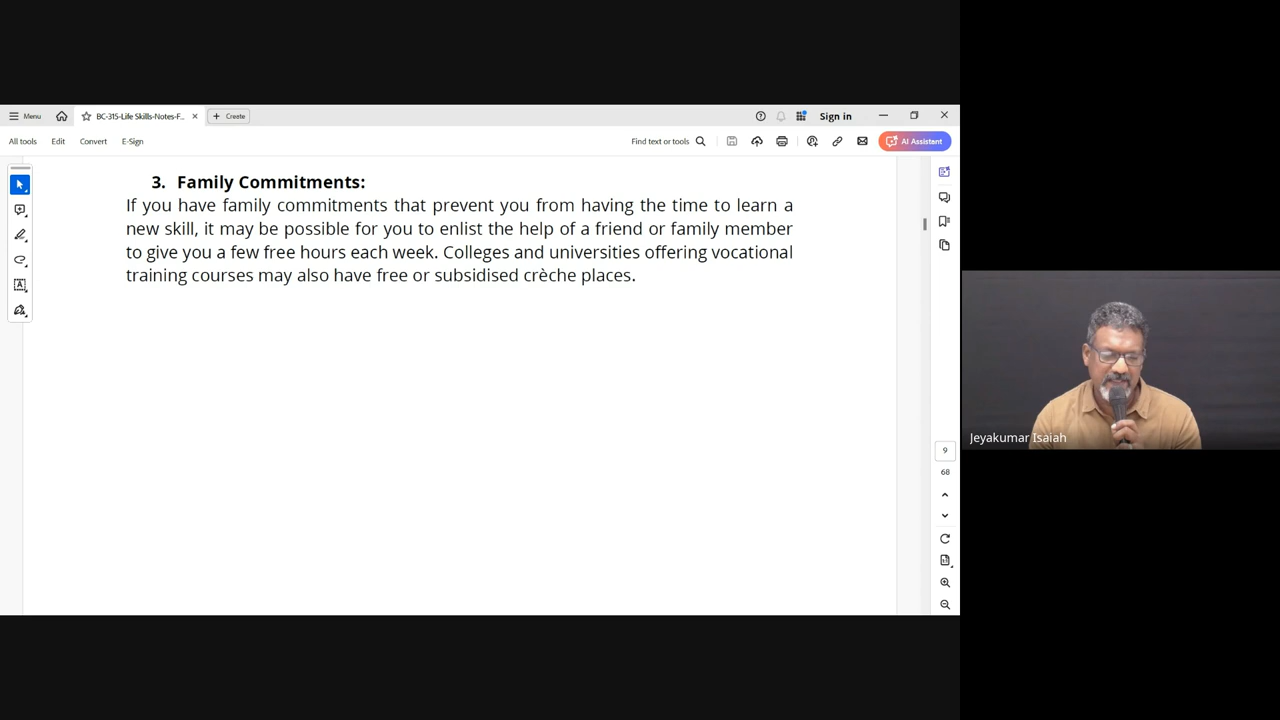 Menu
BC-315-Life Skills-Notes-F...
Create
Sign in
All tools
Edit
Convert
E-Sign
Find text or tools
AI Assistant
3. Family Commitments:
If you have family commitments that prevent you from having the time to learn a
new skill, it may be possible for you to enlist the help of a friend or family member
to give you a few free hours each week. Colleges and universities offering vocational
training courses may also have free or subsidised crèche places.
9
68
Jeyakumar Isaiah